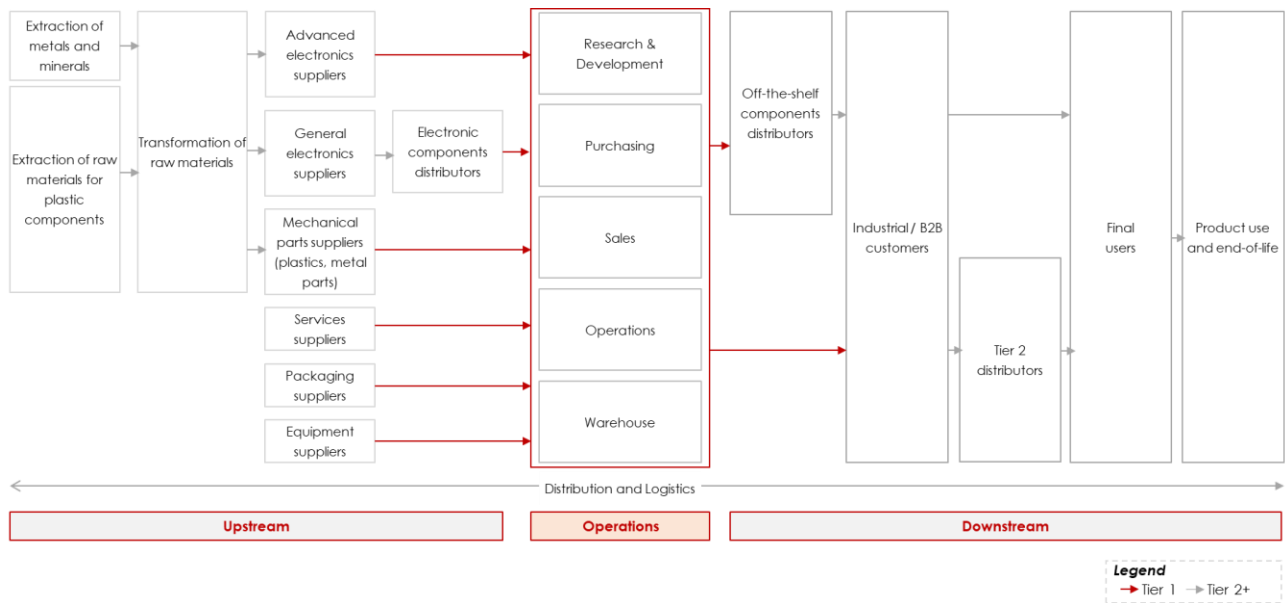 Extraction of
metals and
minerals
Extraction of raw
materials for
plastic
components
Transformation of
raw materials
Advanced
electronics
suppliers
General
electronics
suppliers
Electronic
components
distributors
Mechanical
parts suppliers
(plastics, metal
parts)
Services
suppliers
Packaging
suppliers
Equipment
suppliers
Research &
Development
Purchasing
Sales
Operations
Warehouse
Off-the-shelf
components
distributors
Industrial / B2B
customers
Tier 2
distributors
Final
users
Product use
and end-of-life
Distribution and Logistics
Upstream
Operations
Downstream
Legend
Tier 1 Tier 2+